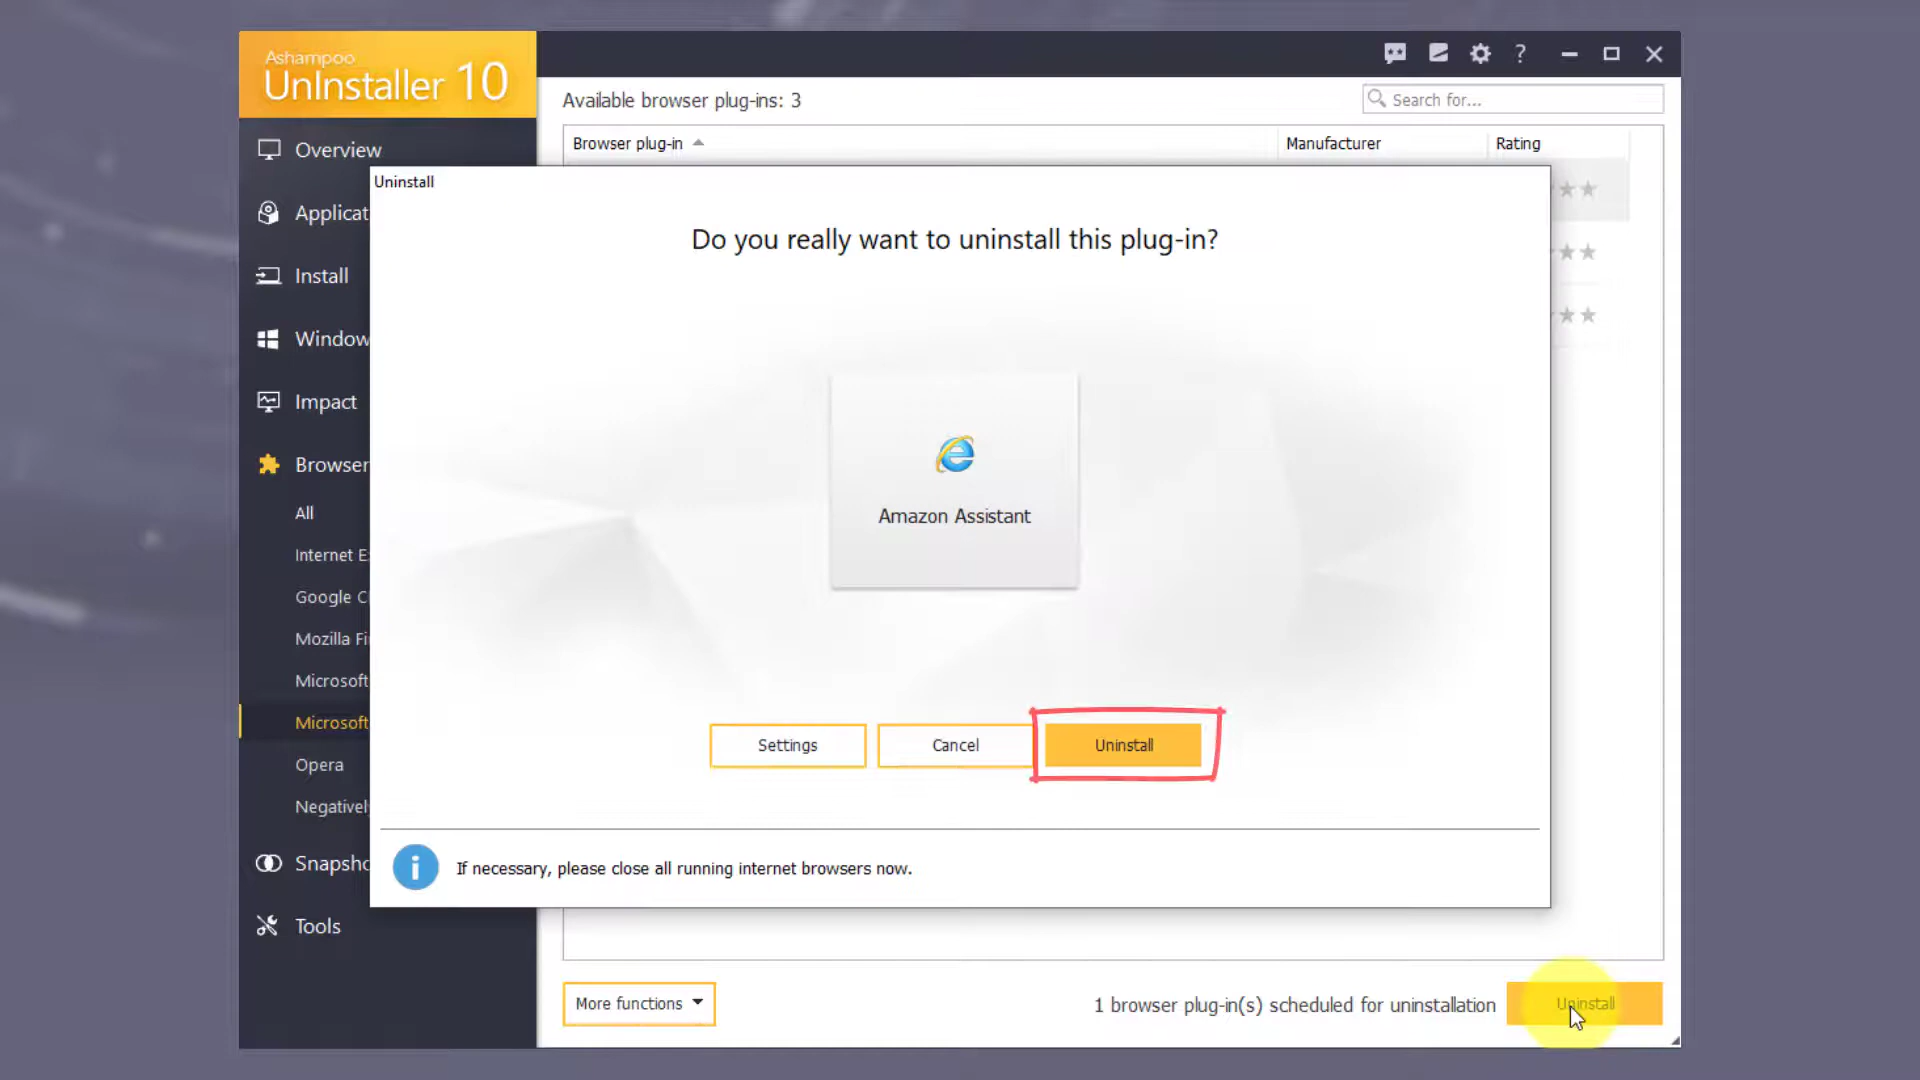 Ashampoo
UnInstaller 10
Available browser plug-ins: 3
Search for...
Browser plug-in
Manufacturer
Rating
Overview
Applicat
Install
Window
Impact
Browser
All
Internet E
Google C
Mozilla Fi
Microsoft
Microsoft
Opera
Negatively
Snapsho
Tools
Uninstall
Do you really want to uninstall this plug-in?
Amazon Assistant
Settings
Cancel
Uninstall
If necessary, please close all running internet browsers now.
More functions
1 browser plug-in(s) scheduled for uninstallation
Uninstall